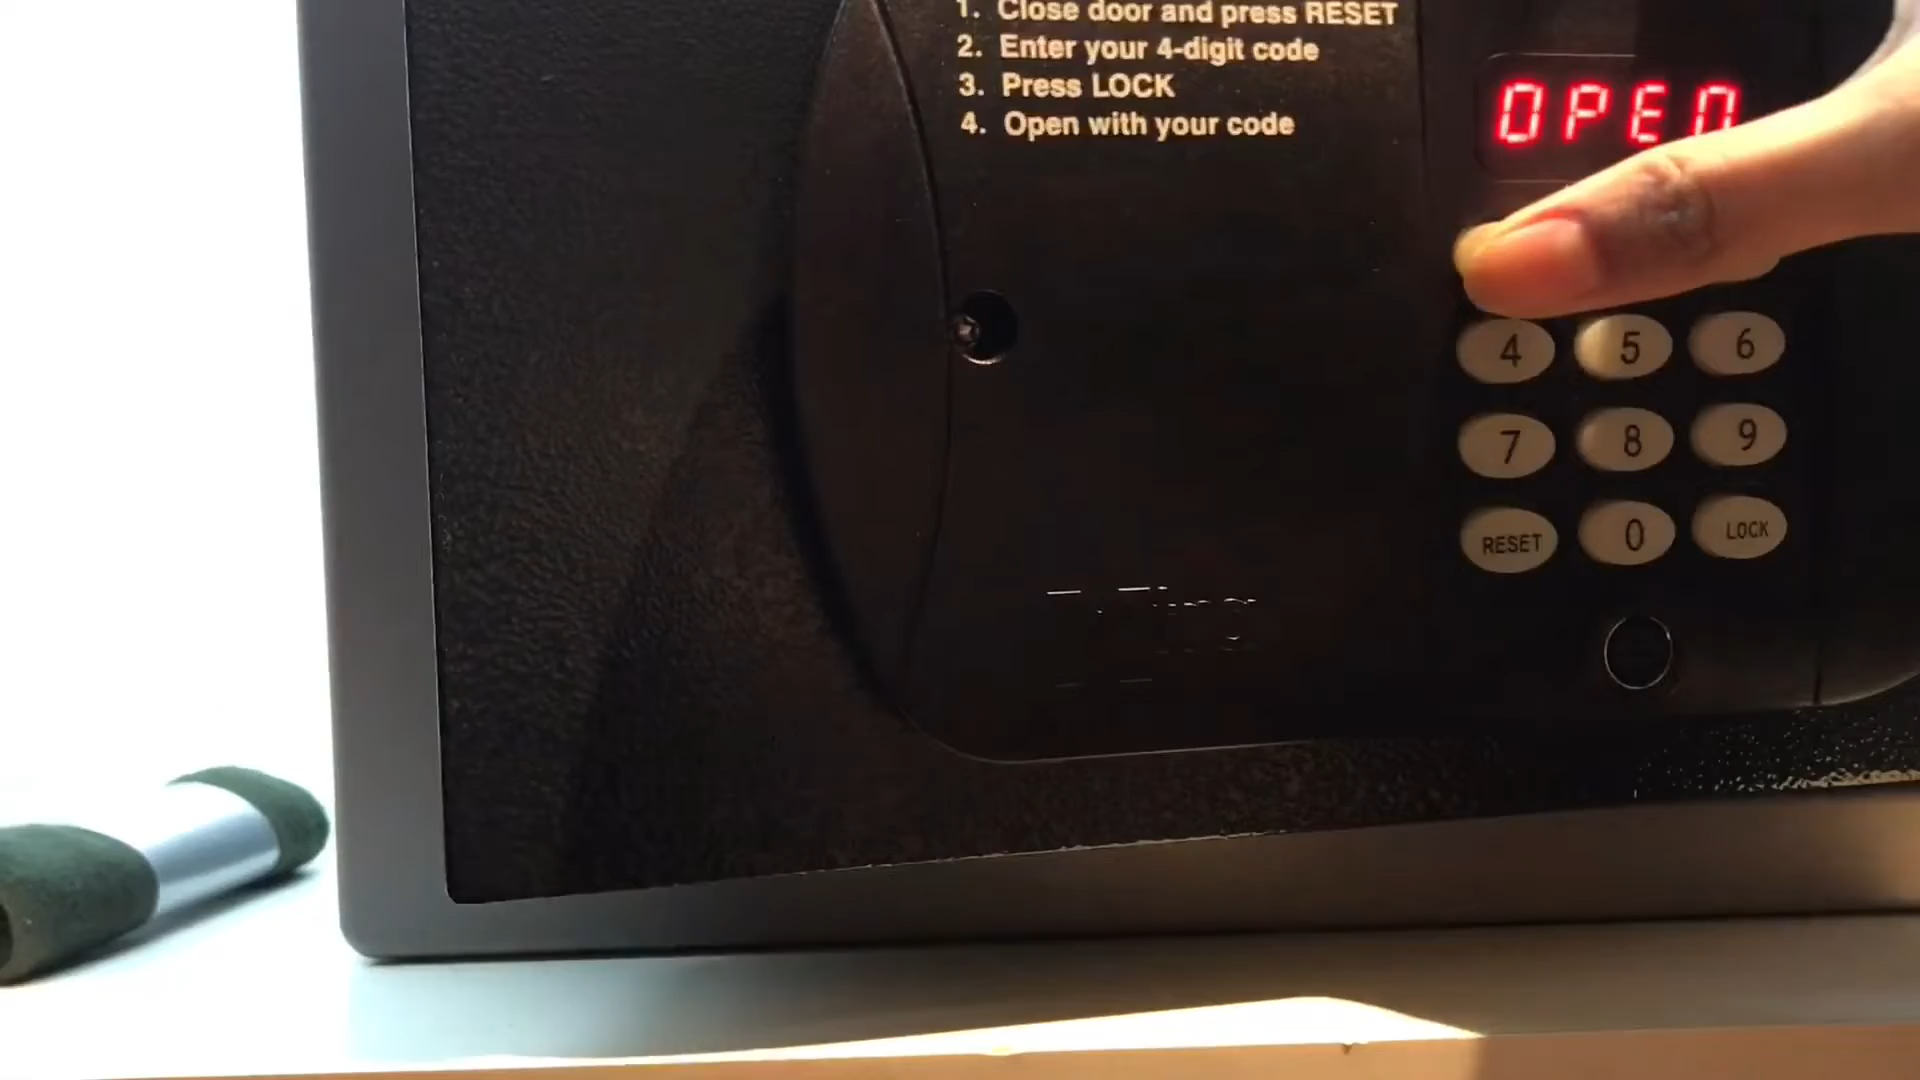 1. Close door and press RESET
2. Enter your 4-digit code
3. Press LOCK
4. Open with your code
OPEN
4 5 6
7 8 9
RESET 0 LOCK